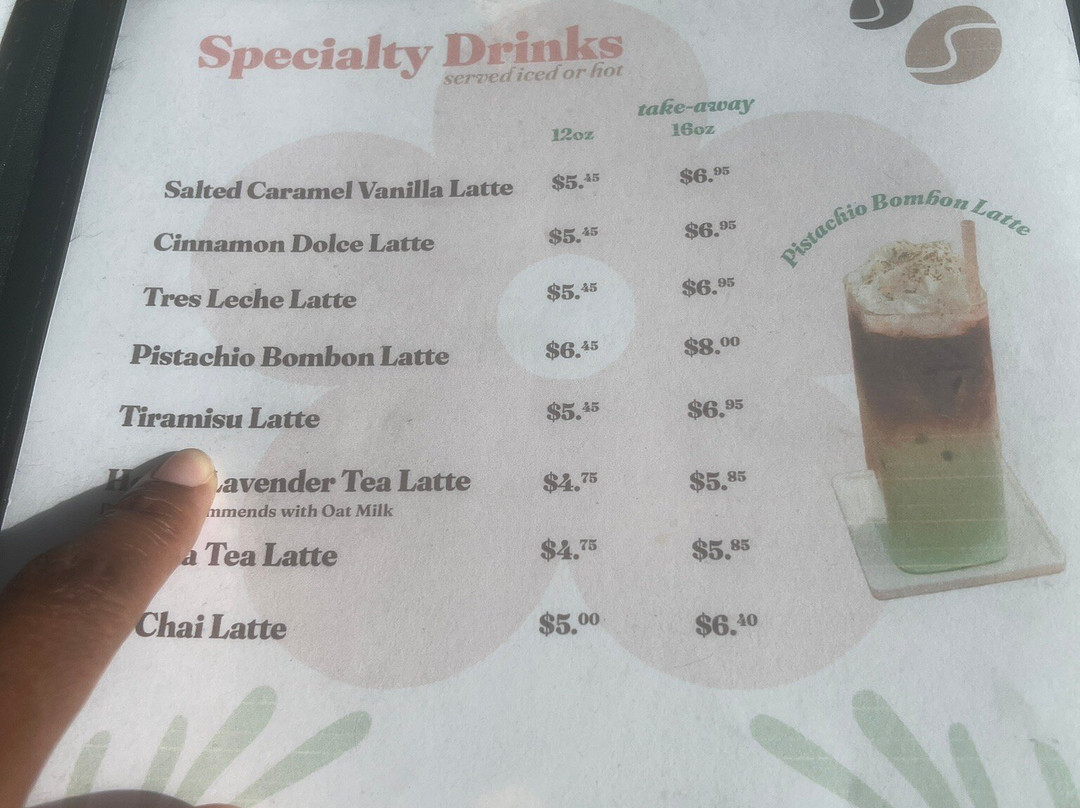 Specialty Drinks
served iced or hot
take-away
12oz 16oz
Salted Caramel Vanilla Latte $5.45 $6.95
Cinnamon Dolce Latte $5.45 $6.95
Tres Leche Latte $5.45 $6.95
Pistachio Bombon Latte $6.45 $8.00
Tiramisu Latte $5.45 $6.95
Lavender Tea Latte $4.75 $5.85
with Oat Milk
Tea Latte $4.75 $5.85
Chai Latte $5.00 $6.40
Pistachio Bombon Latte